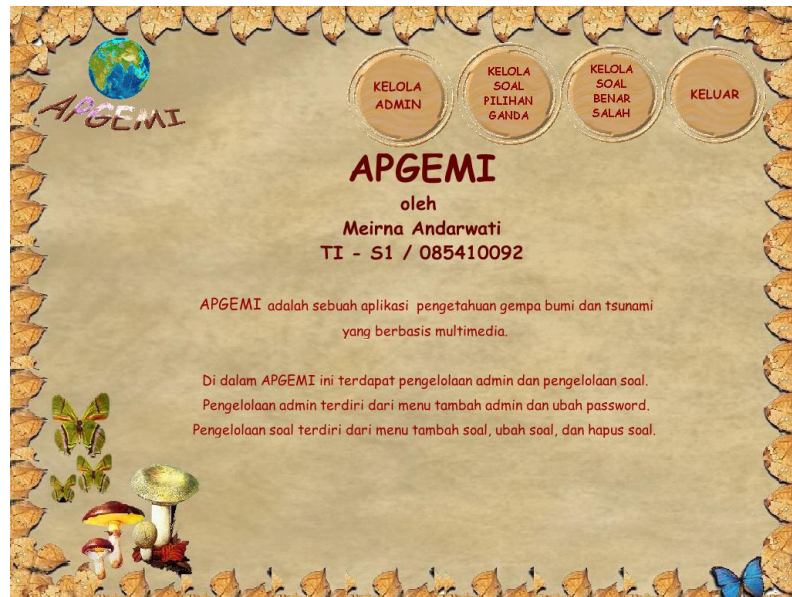 APGEMI
KELOLA
ADMIN
KELOLA
SOAL
PILIHAN
GANDA
KELOLA
SOAL
BENAR
SALAH
KELUAR
APGEMI
oleh
Meirna Andarwati
TI - S1 / 085410092
APGEMI adalah sebuah aplikasi pengetahuan gempa bumi dan tsunami
yang berbasis multimedia.
Di dalam APGEMI ini terdapat pengelolaan admin dan pengelolaan soal.
Pengelolaan admin terdiri dari menu tambah admin dan ubah password.
Pengelolaan soal terdiri dari menu tambah soal, ubah soal, dan hapus soal.